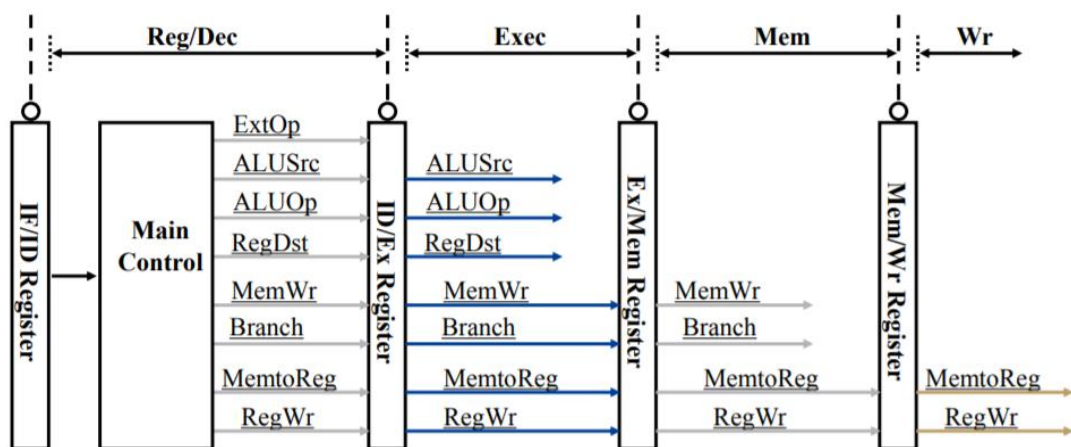 Reg/Dec Exec Mem Wr
ExtOp
ALUSrc ALUSrc
ALUOp ALUOp
RegDst RegDst
Main
Control
MemWr MemWr MemWr
Branch Branch Branch
MemtoReg MemtoReg MemtoReg MemtoReg
RegWr RegWr RegWr RegWr
IF/ID Register
ID/Ex Register
Ex/Mem Register
Mem/Wr Register